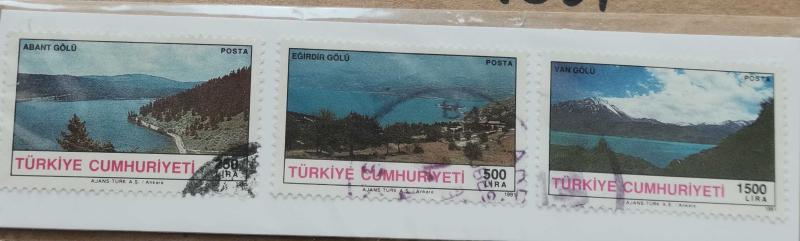 ABANT GÖLÜ POSTA
TÜRKİYE CUMHURİYETİ
LİRA
AJANS-TÜRK A.Ş./Ankara
EĞİRDİR GÖLÜ POSTA
TÜRKİYE CUMHURİYETİ 500
LİRA
AJANS-TÜRK A.Ş./Ankara 1991
VAN GÖLÜ POSTA
TÜRKİYE CUMHURİYETİ 1500
LİRA
AJANS-TÜRK A.Ş./Ankara 1991